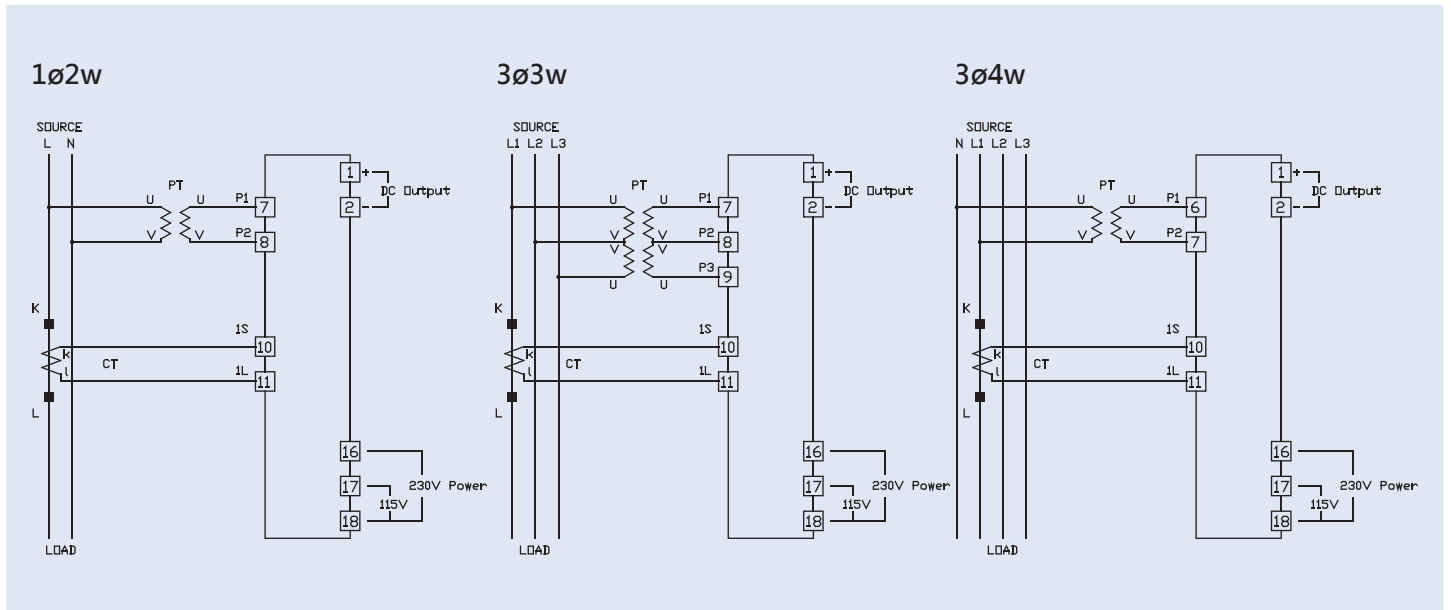 1ø2w
SOURCE
L N
PT
U U P1 7
V V P2 8
1 +
DC Output
2 -
K
1S
10
k
CT
l
1L
11
L
16
17 230V Power
115V
18
LOAD
3ø3w
SOURCE
L1 L2 L3
PT
U U P1 7
V V P2 8
V V
P3
9
U U
1 +
DC Output
2 -
K
1S
10
k
CT
l
1L
11
L
16
17 230V Power
115V
18
LOAD
3ø4w
SOURCE
N L1 L2 L3
PT
U U P1 6
V V P2 7
1 +
DC Output
2 -
K
1S
10
k
CT
l
1L
11
L
16
17 230V Power
115V
18
LOAD